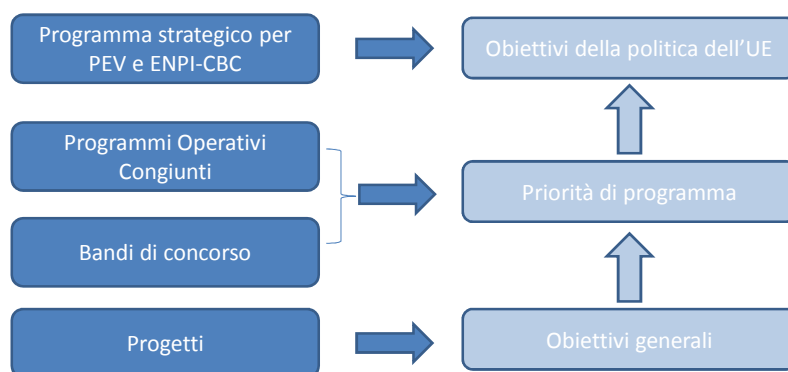 Programma strategico per
PEV e ENPI-CBC
Obiettivi della politica dell'UE
Programmi Operativi
Congiunti
Priorità di programma
Bandi di concorso
Progetti
Obiettivi generali